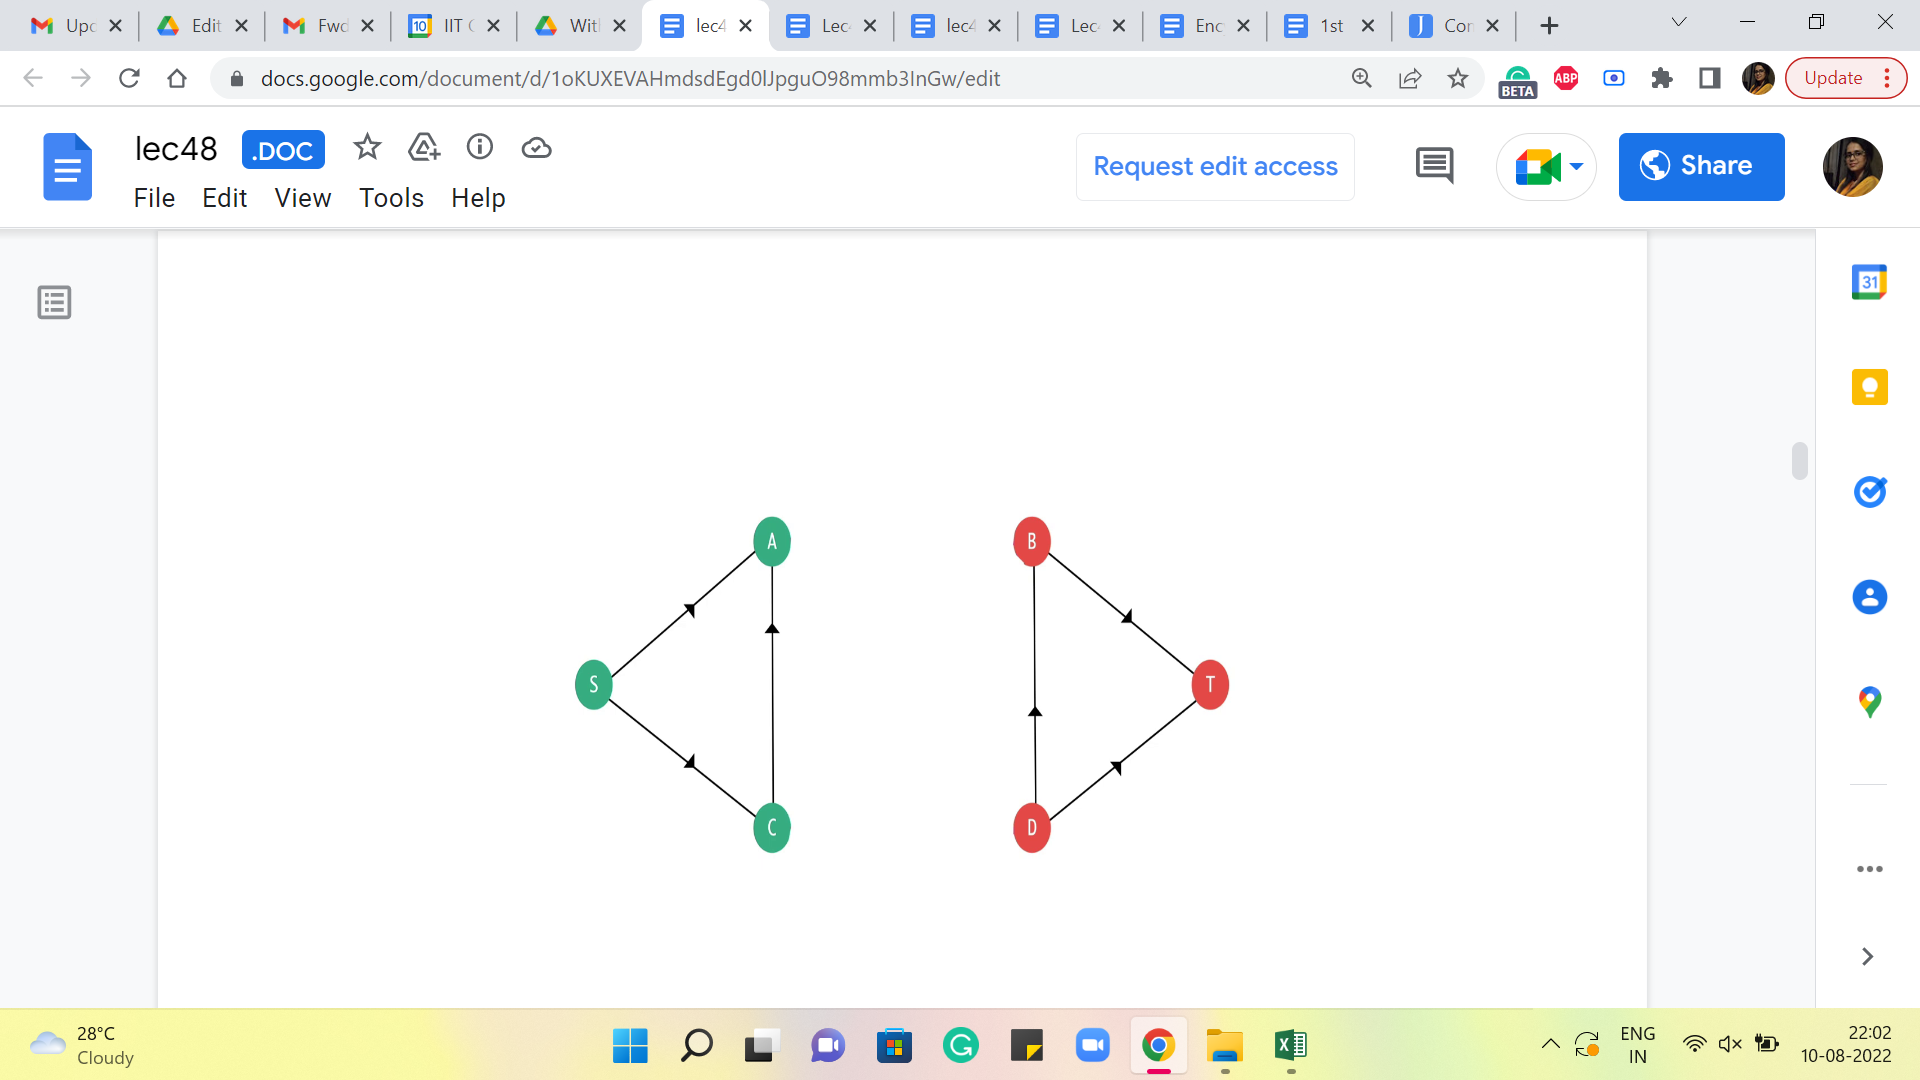 Upc Edit Fwd IIT Wit lec4 Lec lec4 Lec Enc 1st Cor
docs.google.com/document/d/1oKUXEVAHmdsdEgd0lJpguO98mmb3InGw/edit
BETA ABP Update
lec48 .DOC
Request edit access Share
File Edit View Tools Help
31
A B
S T
C D
28°C
Cloudy
ENG
IN
22:02
10-08-2022